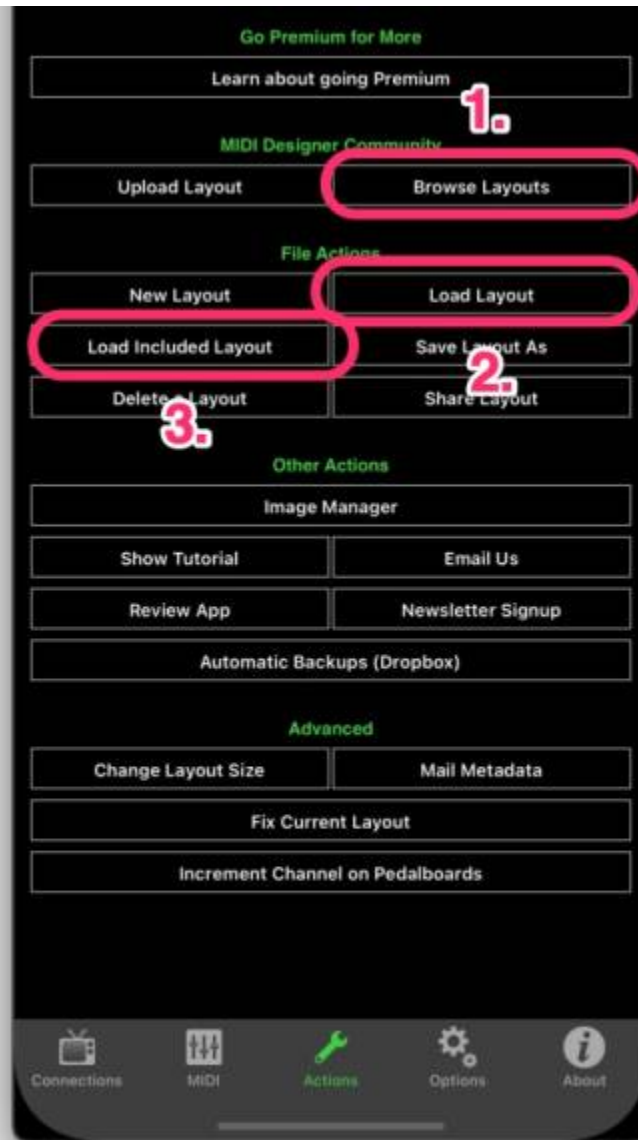 Go Premium for More
Learn about going Premium
1.
MIDI Designer Community
Upload Layout Browse Layouts
File Actions
New Layout Load Layout
Load Included Layout Save Layout As
2.
Delete a Layout Share Layout
3.
Other Actions
Image Manager
Show Tutorial Email Us
Review App Newsletter Signup
Automatic Backups (Dropbox)
Advanced
Change Layout Size Mail Metadata
Fix Current Layout
Increment Channel on Pedalboards
Connections MIDI Actions Options About